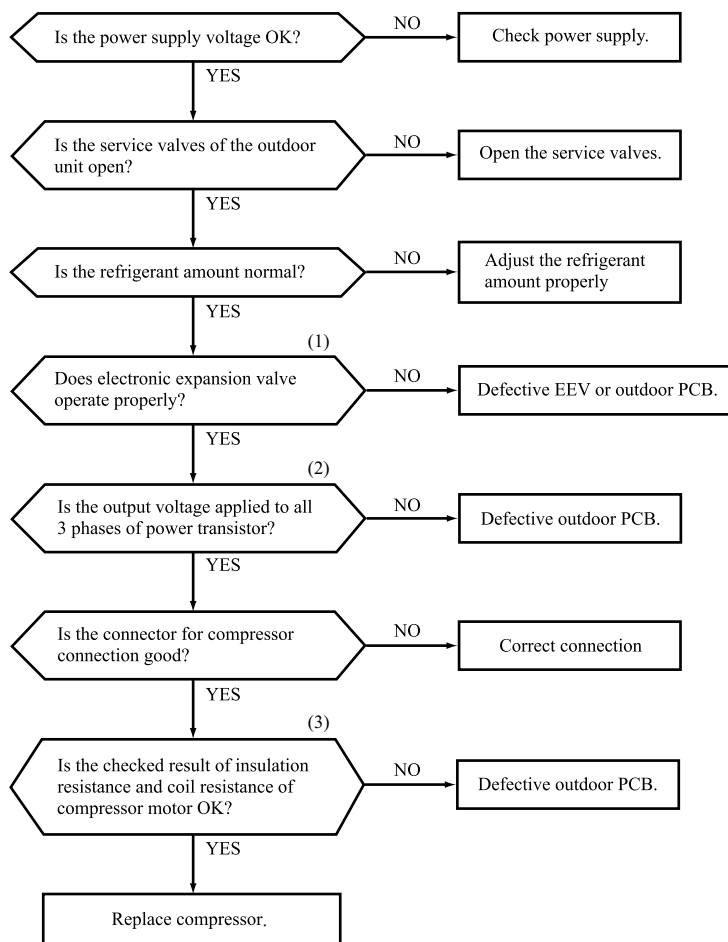 Is the power supply voltage OK?
NO
Check power supply.
YES
Is the service valves of the outdoor
unit open?
NO
Open the service valves.
YES
Is the refrigerant amount normal?
NO
Adjust the refrigerant
amount properly
YES
(1)
Does electronic expansion valve
operate properly?
NO
Defective EEV or outdoor PCB.
YES
(2)
Is the output voltage applied to all
3 phases of power transistor?
NO
Defective outdoor PCB.
YES
Is the connector for compressor
connection good?
NO
Correct connection
YES
(3)
Is the checked result of insulation
resistance and coil resistance of
compressor motor OK?
NO
Defective outdoor PCB.
YES
Replace compressor.